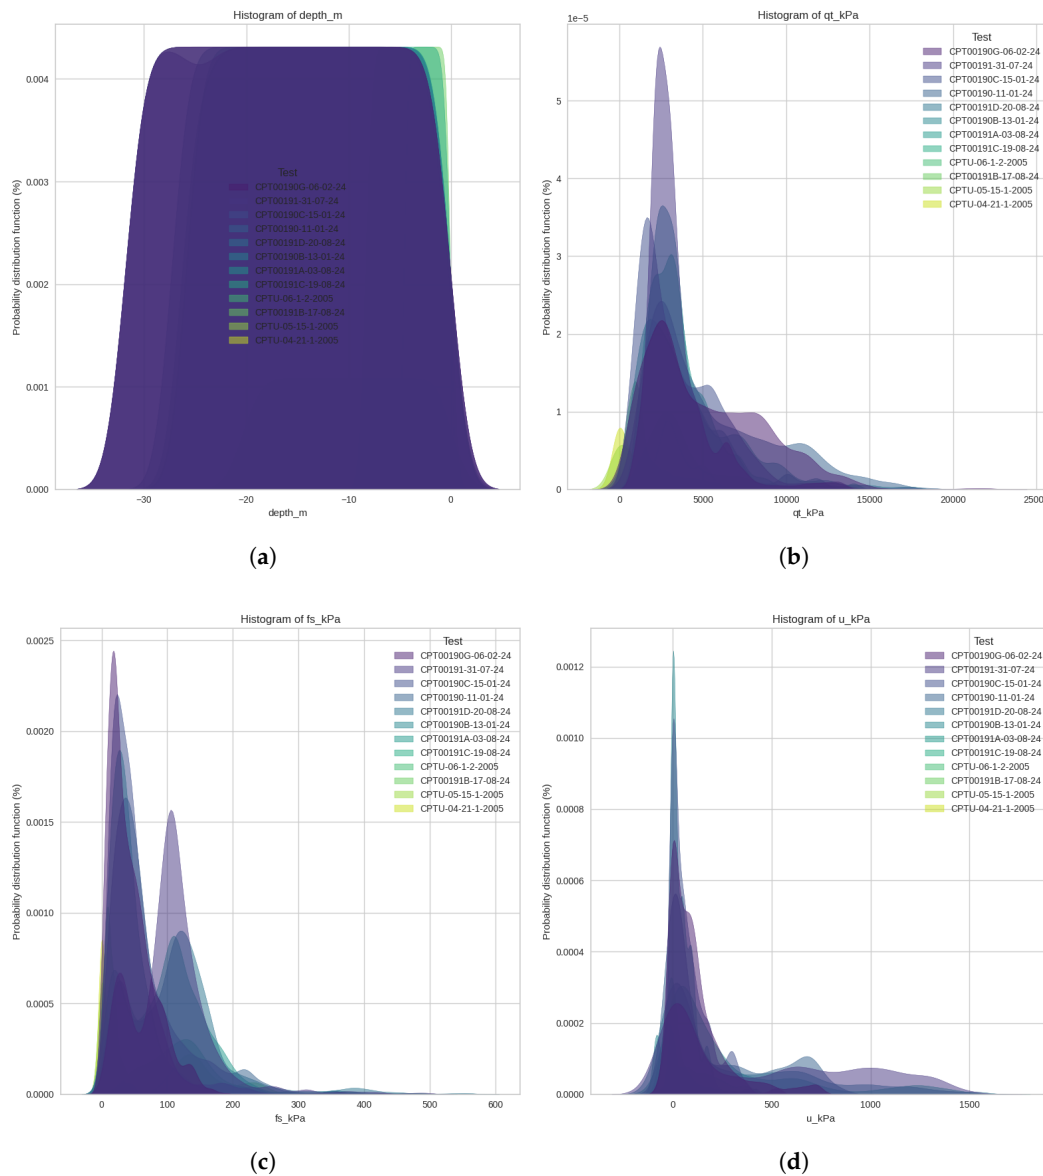 Histogram of depth_m
Probability distribution function (%)
0.004
0.003
0.002
0.001
0.000
Test
CPT00190G-06-02-24
CPT00191-31-07-24
CPT00190C-15-01-24
CPT00190-11-01-24
CPT00191D-20-08-24
CPT00190B-13-01-24
CPT00191A-03-08-24
CPT00191C-19-08-24
CPTU-06-1-2-2005
CPT00191B-17-08-24
CPTU-05-15-1-2005
CPTU-04-21-1-2005
−30
−20
−10
0
depth_m
(a)
Histogram of qt_kPa
1e−5
Probability distribution function (%)
5
4
3
2
1
0
Test
CPT00190G-06-02-24
CPT00191-31-07-24
CPT00190C-15-01-24
CPT00190-11-01-24
CPT00191D-20-08-24
CPT00190B-13-01-24
CPT00191A-03-08-24
CPT00191C-19-08-24
CPTU-06-1-2-2005
CPT00191B-17-08-24
CPTU-05-15-1-2005
CPTU-04-21-1-2005
0
5000
10000
15000
20000
2500
qt_kPa
(b)
Histogram of fs_kPa
Probability distribution function (%)
0.0025
0.0020
0.0015
0.0010
0.0005
0.0000
Test
CPT00190G-06-02-24
CPT00191-31-07-24
CPT00190C-15-01-24
CPT00190-11-01-24
CPT00191D-20-08-24
CPT00190B-13-01-24
CPT00191A-03-08-24
CPT00191C-19-08-24
CPTU-06-1-2-2005
CPT00191B-17-08-24
CPTU-05-15-1-2005
CPTU-04-21-1-2005
0
100
200
300
400
500
600
fs_kPa
(c)
Histogram of u_kPa
Probability distribution function (%)
0.0012
0.0010
0.0008
0.0006
0.0004
0.0002
0.0000
Test
CPT00190G-06-02-24
CPT00191-31-07-24
CPT00190C-15-01-24
CPT00190-11-01-24
CPT00191D-20-08-24
CPT00190B-13-01-24
CPT00191A-03-08-24
CPT00191C-19-08-24
CPTU-06-1-2-2005
CPT00191B-17-08-24
CPTU-05-15-1-2005
CPTU-04-21-1-2005
0
500
1000
1500
u_kPa
(d)